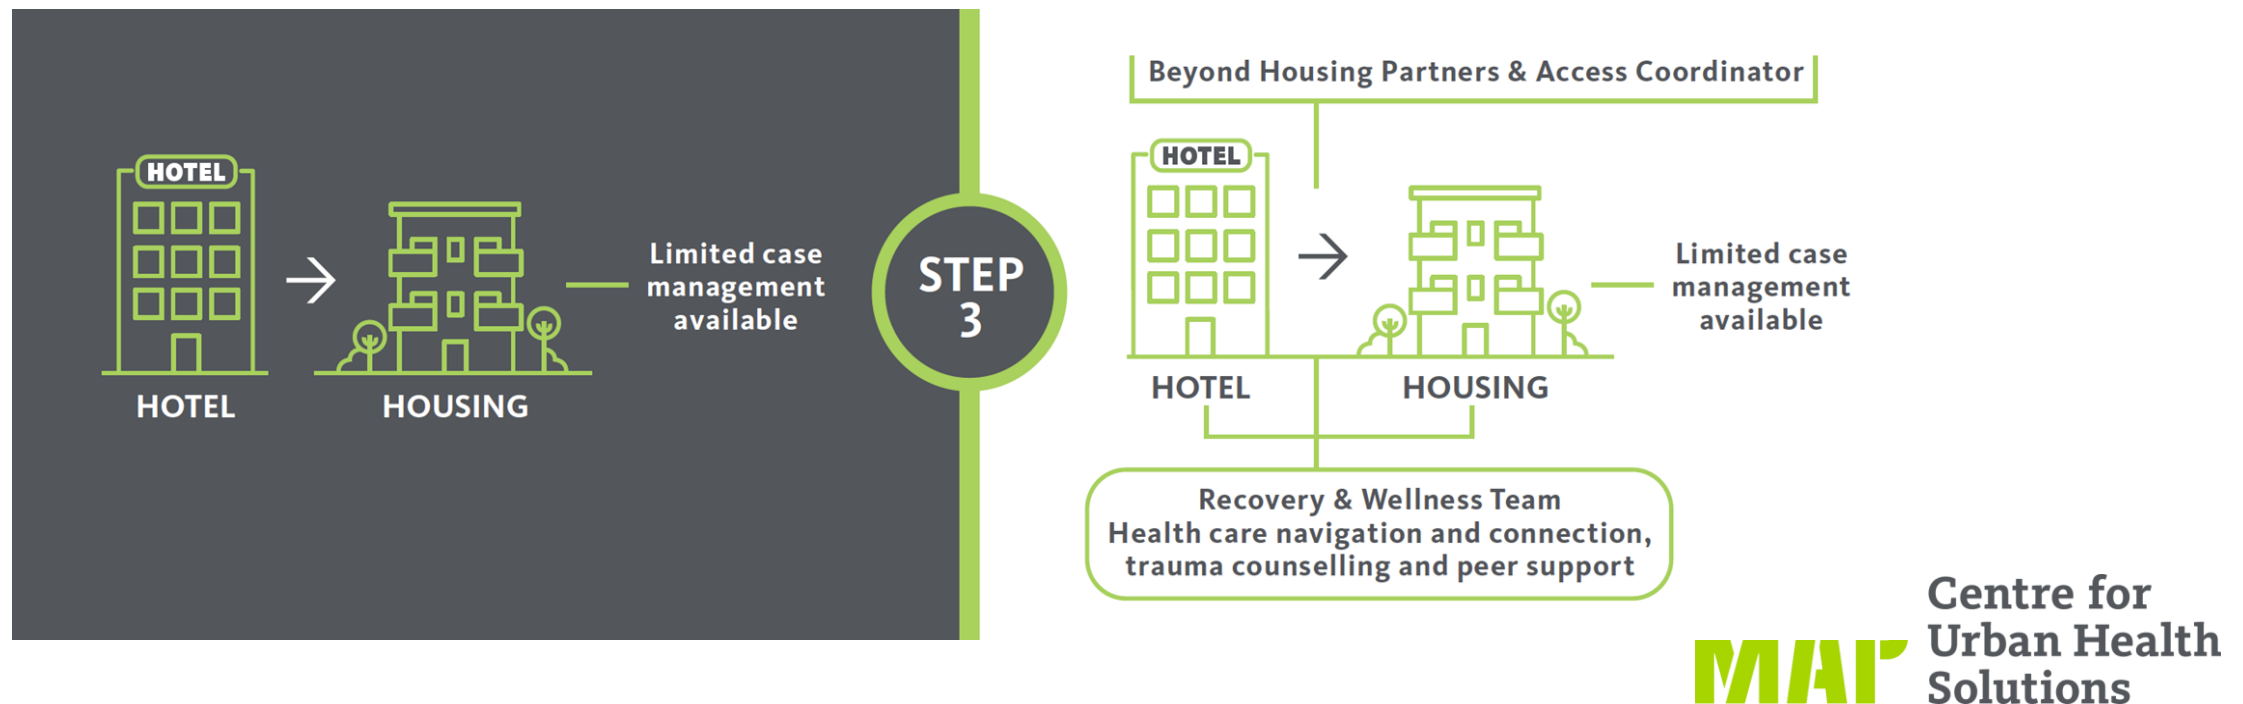 HOTEL
HOTEL
HOUSING
Limited case
management
available
STEP
3
Beyond Housing Partners & Access Coordinator
HOTEL
HOTEL
HOUSING
Limited case
management
available
Recovery & Wellness Team
Health care navigation and connection,
trauma counselling and peer support
MAP
Centre for
Urban Health
Solutions